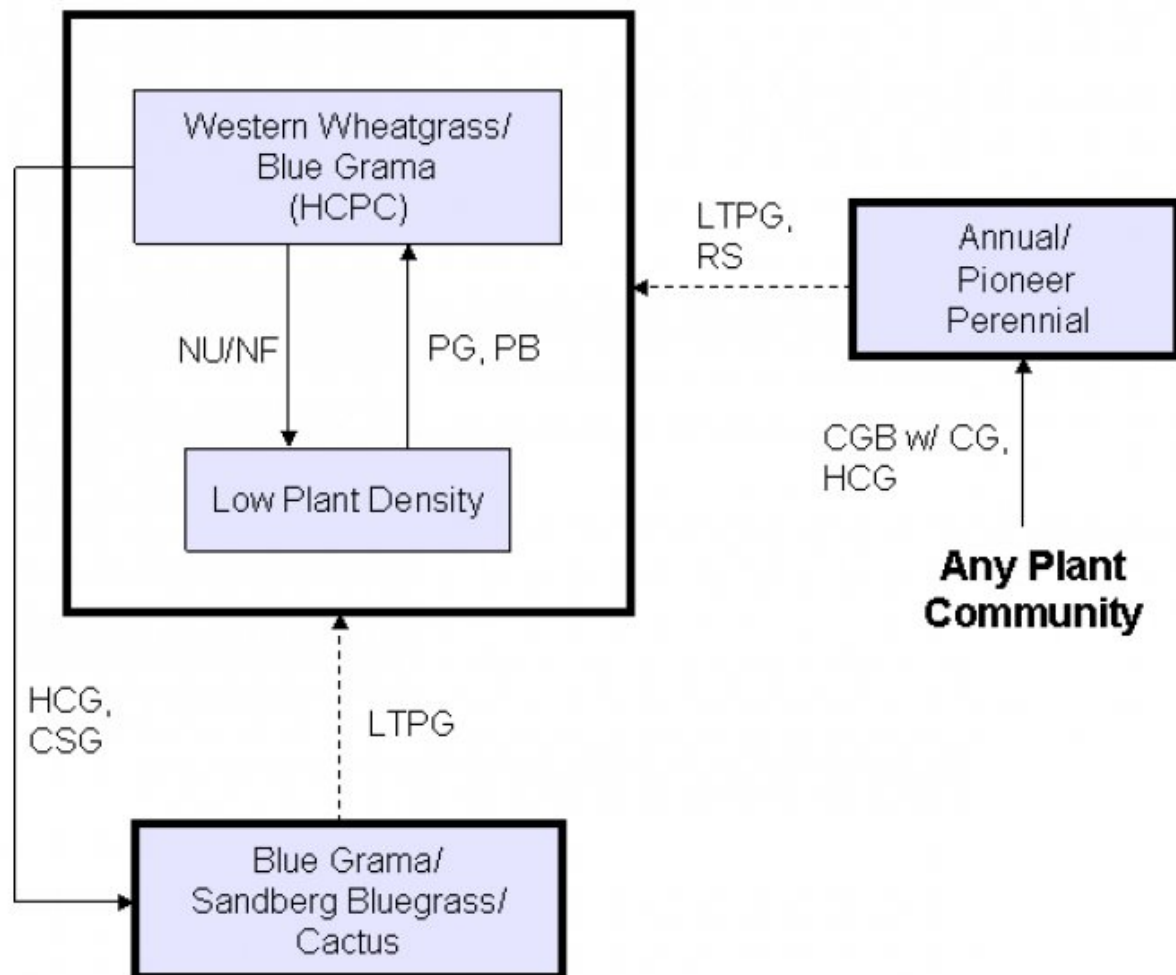 Western Wheatgrass/
Blue Grama
(HCPC)
NU/NF
PG, PB
Low Plant Density
LTPG,
RS
Annual/
Pioneer
Perennial
CGB w/ CG,
HCG
Any Plant
Community
HCG,
CSG
LTPG
Blue Grama/
Sandberg Bluegrass/
Cactus